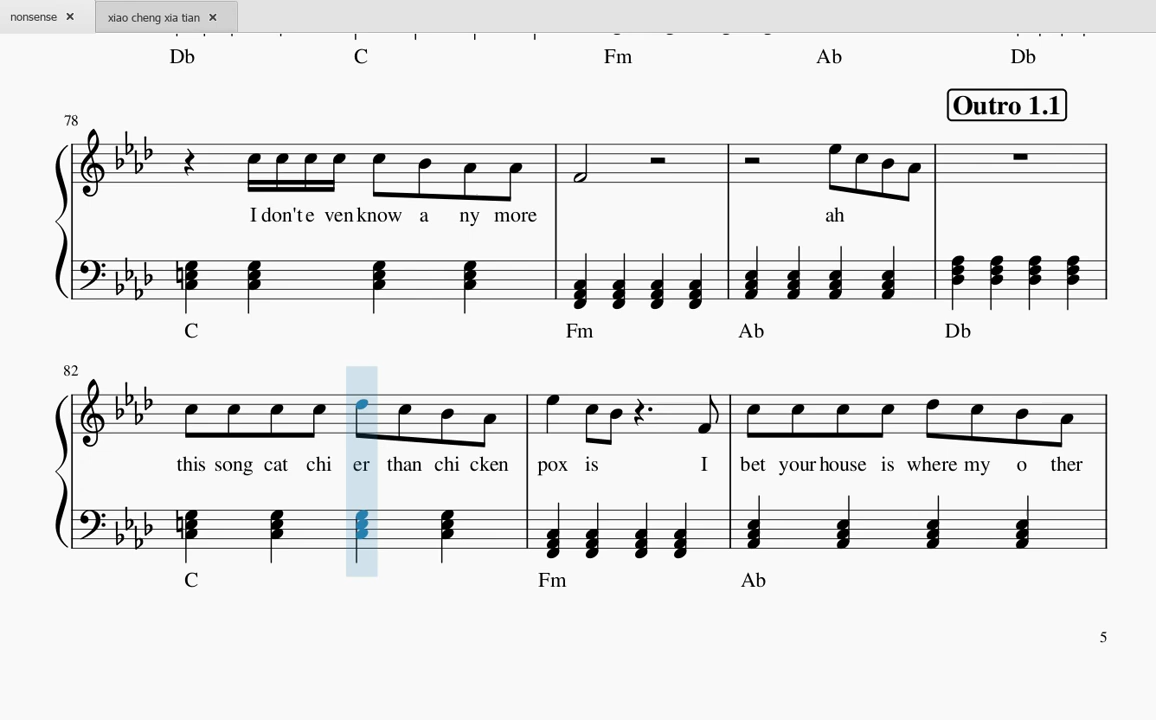 nonsense × xiao cheng xia tian ×
Db C Fm Ab Db
Outro 1.1
78
I don't e ven know a ny more ah
C Fm Ab Db
82
this song cat chi er than chi cken pox is I bet your house is where my o ther
C Fm Ab
5